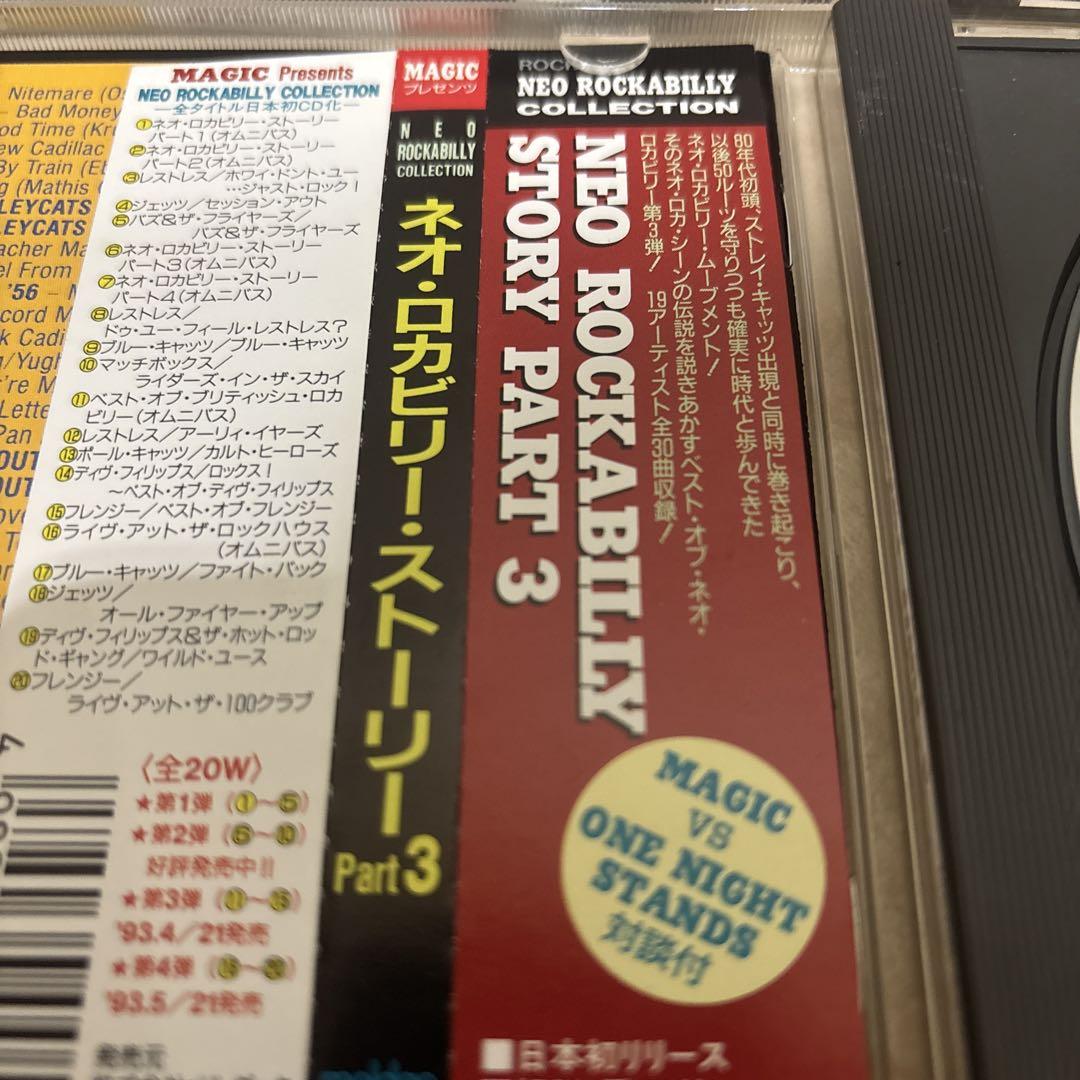 Nitemare (Os
Bad Money
od Time (Kru
ew Cadillac
By Train (Eb
g (Mathis
LEYCATS
LEYCATS
eacher Ma
el From
'56 – M
ecord M
k Cadi
g/Yugh
're M
Lette
Pan
OUT
OUT
ove
MAGIC Presents
NEO ROCKABILLY COLLECTION
—全タイトル日本初CD化—
①ネオ・ロカビリー・ストーリー
パート1(オムニバス)
②ネオ・ロカビリー・ストーリー
パート2(オムニバス)
③レストレス/ホワイ・ドント・ユー
…ジャスト・ロック!
④ジェッツ/セッション・アウト
⑤バズ&ザ・フライヤーズ/
バズ&ザ・フライヤーズ
⑥ネオ・ロカビリー・ストーリー
パート3(オムニバス)
⑦ネオ・ロカビリー・ストーリー
パート4(オムニバス)
⑧レストレス/
ドゥ・ユー・フィール・レストレス?
⑨ブルー・キャッツ/ブルー・キャッツ
⑩マッチボックス/
ライダーズ・イン・ザ・スカイ
⑪ベスト・オブ・ブリティッシュ・ロカ
ビリー(オムニバス)
⑫レストレス/アーリィ・イヤーズ
⑬ポール・キャッツ/カルト・ヒーローズ
⑭ディヴ・フィリップス/ロックス!
～ベスト・オブ・ディヴ・フィリップス
⑮フレンジー/ベスト・オブ・フレンジー
⑯ライヴ・アット・ザ・ロックハウス
(オムニバス)
⑰ブルー・キャッツ/ファイト・バック
⑱ジェッツ/
オール・ファイヤー・アップ
⑲ディヴ・フィリップス&ザ・ホット・ロッ
ド・ギャング/ワイルド・ユース
⑳フレンジー/
ライヴ・アット・ザ・100クラブ
〈全20W〉
★第1弾(①～⑤)
★第2弾(⑥～⑩)
好評発売中!!
★第3弾(⑪～⑮)
'93.4/21発売
★第4弾(⑯～⑳)
'93.5/21発売
発売元
MAGIC
プレゼンツ
NEO
ROCKABILLY
COLLECTION
ネオ・ロカビリー・ストーリー
Part 3
ROCK
NEO ROCKABILLY
COLLECTION
80年代初頭、ストレイ・キャッツ出現と同時に巻き起こり、
以後50ルーツを守りつつも確実に時代と歩んできた
ネオ・ロカビリー・ムーブメント!
そのネオ・ロカ・シーンの伝説を説きあかすベスト・オブ・ネオ・
ロカビリー第3弾! 19アーティスト全30曲収録!
NEO ROCKABILLY
STORY PART 3
MAGIC
VS
ONE NIGHT
STANDS
対談付
■日本初リリース